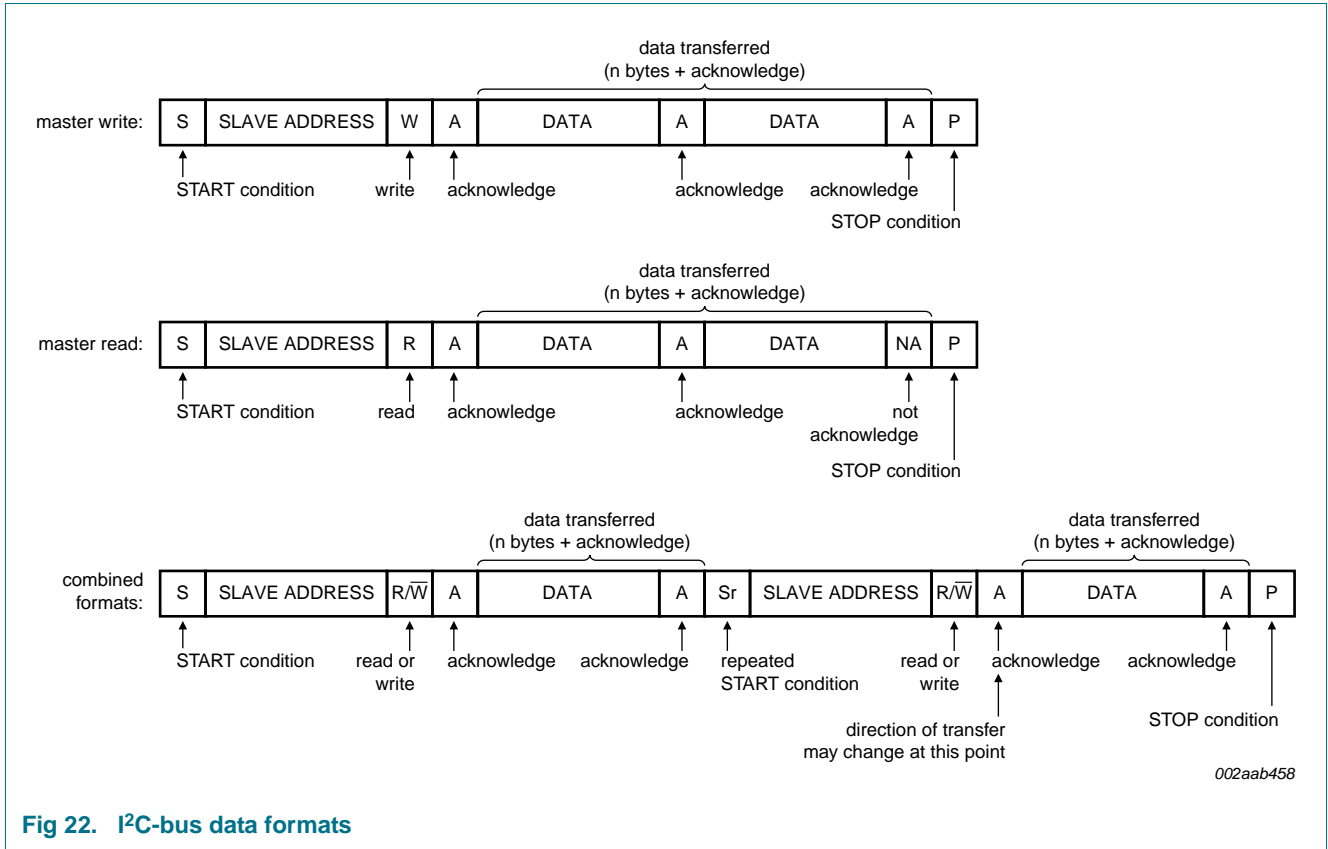 data transferred
(n bytes + acknowledge)
master write: S SLAVE ADDRESS W A DATA A DATA A P
START condition write acknowledge acknowledge acknowledge
STOP condition
data transferred
(n bytes + acknowledge)
master read: S SLAVE ADDRESS R A DATA A DATA NA P
START condition read acknowledge acknowledge not
acknowledge
STOP condition
data transferred data transferred
(n bytes + acknowledge) (n bytes + acknowledge)
combined
formats: S SLAVE ADDRESS R/W̅ A DATA A Sr SLAVE ADDRESS R/W̅ A DATA A P
START condition read or acknowledge acknowledge repeated read or acknowledge acknowledge
write START condition write
STOP condition
direction of transfer
may change at this point
002aab458
Fig 22. I²C-bus data formats